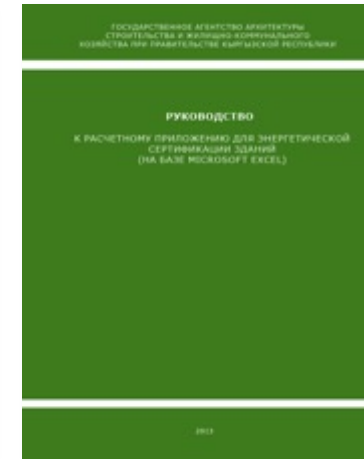 ГОСУДАРСТВЕННОЕ АГЕНТСТВО АРХИТЕКТУРЫ
СТРОИТЕЛЬСТВА И ЖИЛИЩНО-КОММУНАЛЬНОГО
ХОЗЯЙСТВА ПРИ ПРАВИТЕЛЬСТВЕ КЫРГЫЗСКОЙ РЕСПУБЛИКИ
РУКОВОДСТВО
К РАСЧЕТНОМУ ПРИЛОЖЕНИЮ ДЛЯ ЭНЕРГЕТИЧЕСКОЙ
СЕРТИФИКАЦИИ ЗДАНИЙ
(НА БАЗЕ MICROSOFT EXCEL)